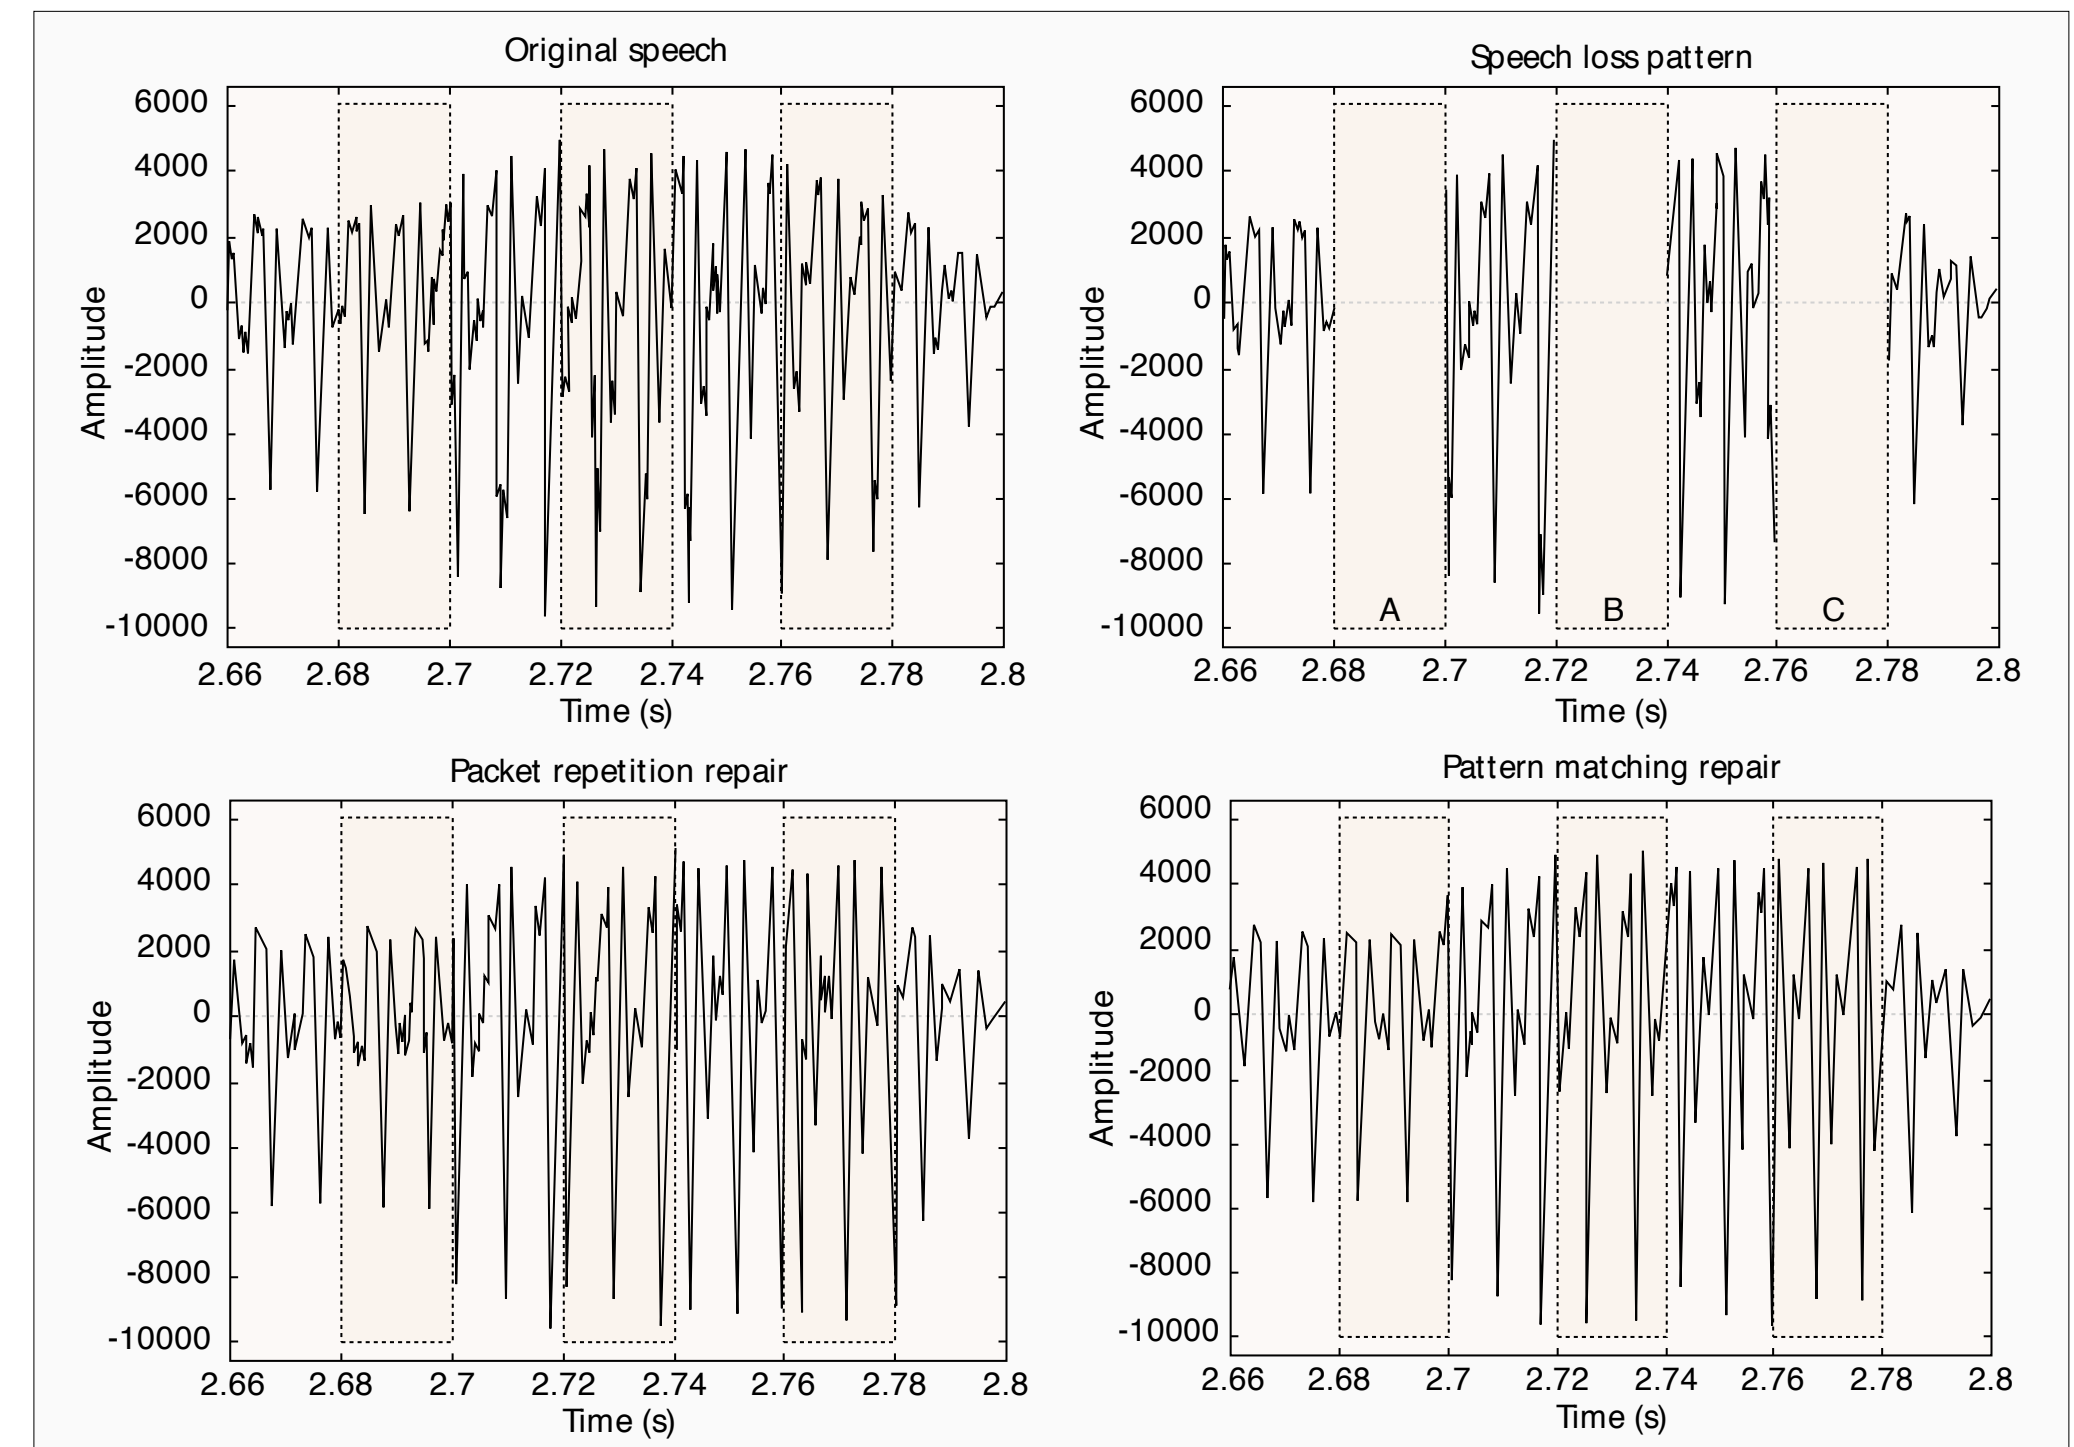 Original speech
6000
4000
2000
0
-2000
-4000
-6000
-8000
-10000
Amplitude
2.66 2.68 2.7 2.72 2.74 2.76 2.78 2.8
Time (s)
Speech loss pattern
6000
4000
2000
0
-2000
-4000
-6000
-8000
-10000
Amplitude
A B C
2.66 2.68 2.7 2.72 2.74 2.76 2.78 2.8
Time (s)
Packet repetition repair
6000
4000
2000
0
-2000
-4000
-6000
-8000
-10000
Amplitude
2.66 2.68 2.7 2.72 2.74 2.76 2.78 2.8
Time (s)
Pattern matching repair
6000
4000
2000
0
-2000
-4000
-6000
-8000
-10000
Amplitude
2.66 2.68 2.7 2.72 2.74 2.76 2.78 2.8
Time (s)